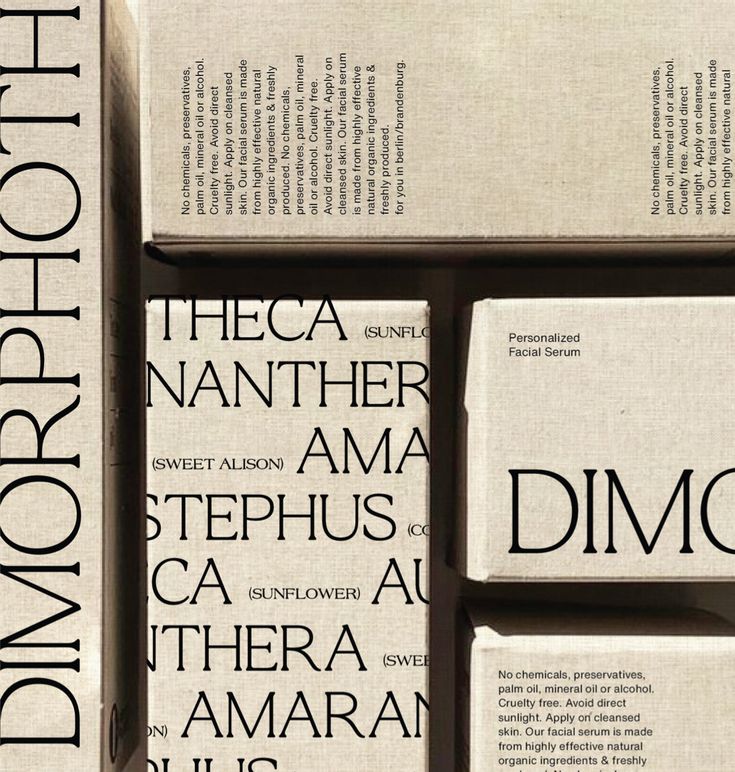 DIMORPHOTH
No chemicals, preservatives,
palm oil, mineral oil or alcohol.
Cruelty free. Avoid direct
sunlight. Apply on cleansed
skin. Our facial serum is made
from highly effective natural
organic ingredients & freshly
produced. No chemicals,
preservatives, palm oil, mineral
oil or alcohol. Cruelty free.
Avoid direct sunlight. Apply on
cleansed skin. Our facial serum
is made from highly effective
natural organic ingredients &
freshly produced.
for you in berlin/brandenburg.
No chemicals, preservatives,
palm oil, mineral oil or alcohol.
Cruelty free. Avoid direct
sunlight. Apply on cleansed
skin. Our facial serum is made
from highly effective natural
THECA (SUNFLO
NANTHER
(SWEET ALISON) AMA
STEPHUS (CO
CA (SUNFLOWER) AU
NTHERA (SWEE
ON) AMARAN
Personalized
Facial Serum
DIMO
No chemicals, preservatives,
palm oil, mineral oil or alcohol.
Cruelty free. Avoid direct
sunlight. Apply on cleansed
skin. Our facial serum is made
from highly effective natural
organic ingredients & freshly